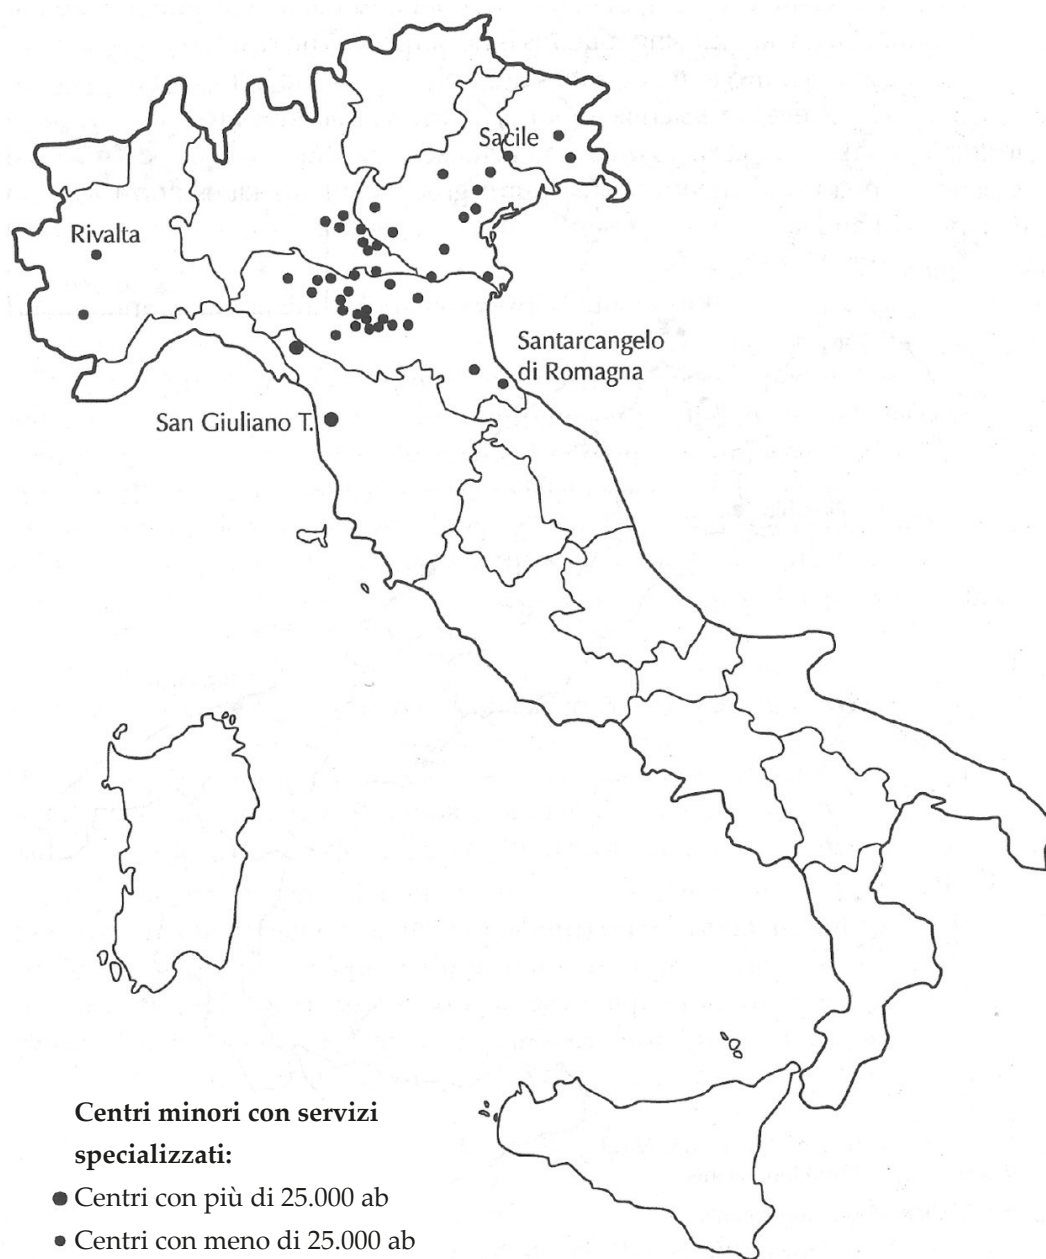 Sacile
Rivalta
Santarcangelo
di Romagna
San Giuliano T.
Centri minori con servizi
specializzati:
Centri con più di 25.000 ab
Centri con meno di 25.000 ab